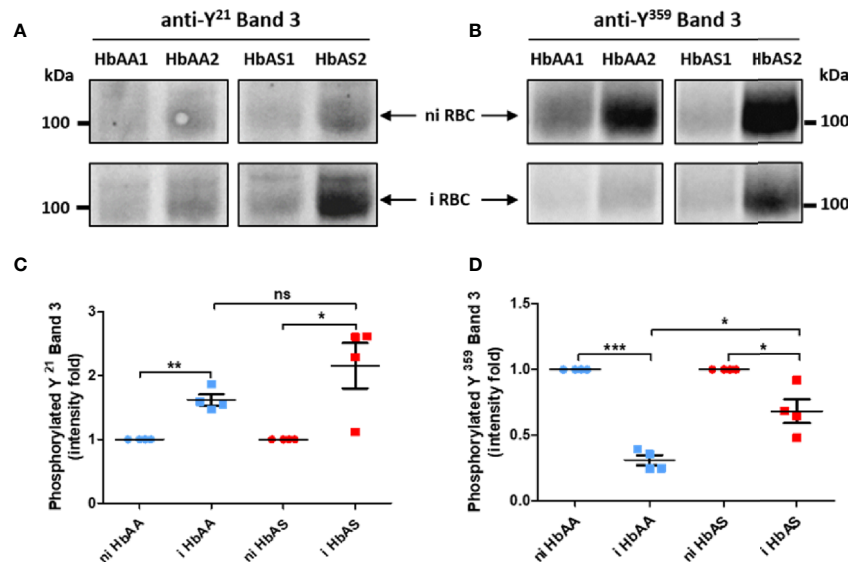 A
anti-Y21 Band 3
HbAA1 HbAA2 HbAS1 HbAS2
kDa
100
100
B
anti-Y359 Band 3
HbAA1 HbAA2 HbAS1 HbAS2
kDa
100
100
ni RBC
i RBC
C
Phosphorylated Y 21 Band 3
(intensity fold)
3
2
1
0
ns
*
**
ni HbAA
i HbAA
ni HbAS
i HbAS
D
Phosphorylated Y 359 Band 3
(intensity fold)
1.5
1.0
0.5
0.0
*
***
*
ni HbAA
i HbAA
ni HbAS
i HbAS